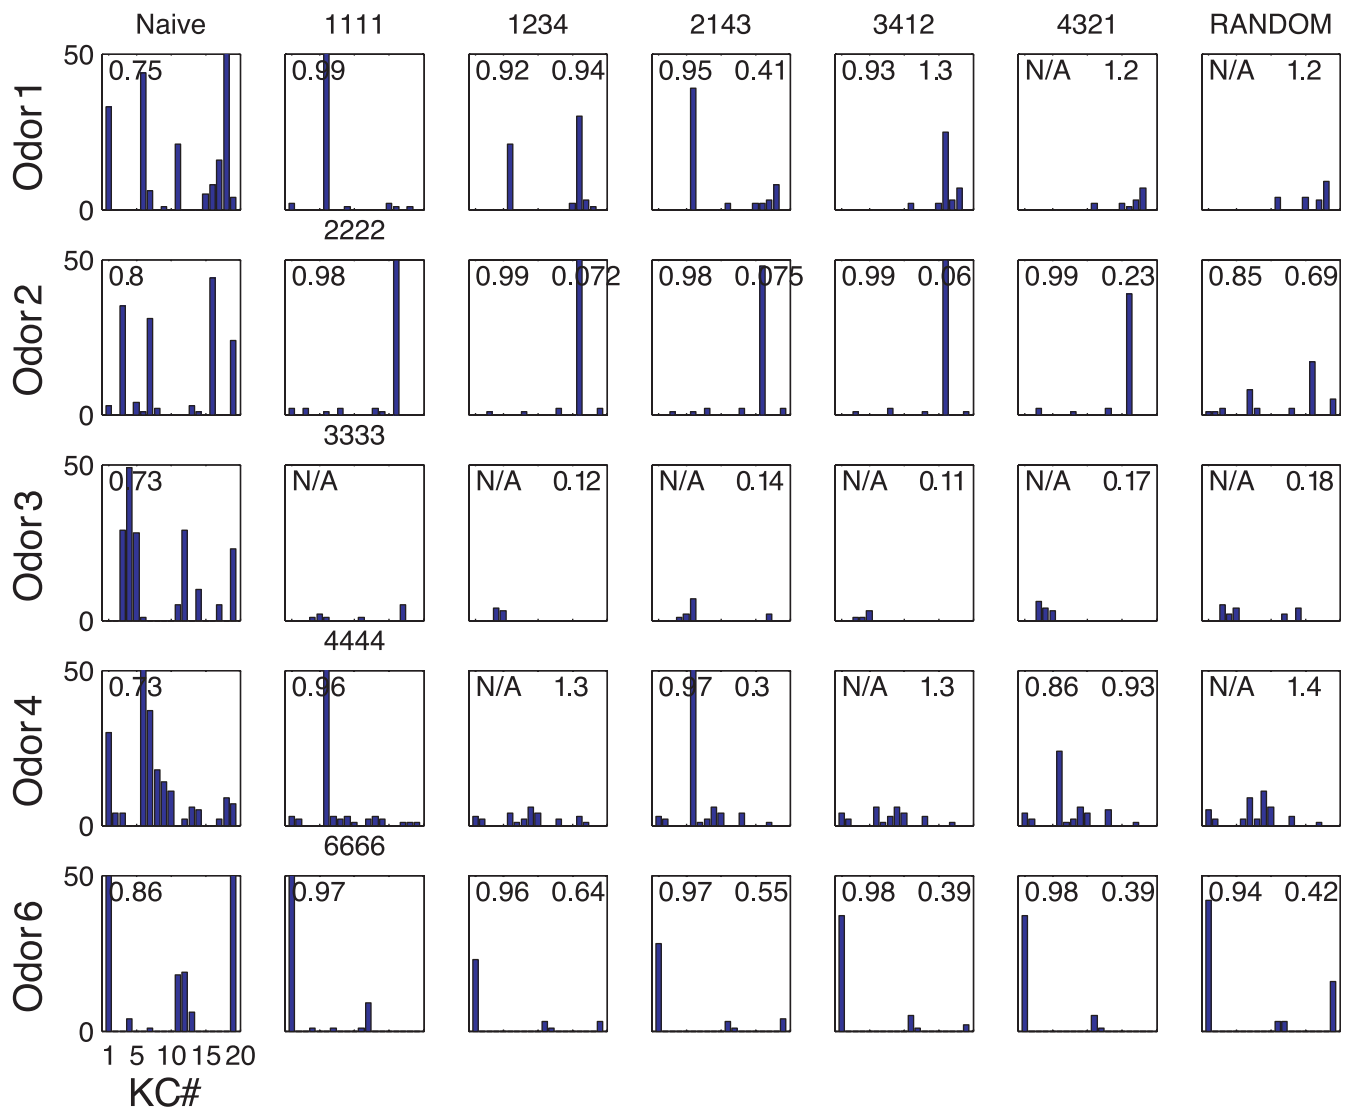 Naive 1111 1234 2143 3412 4321 RANDOM
Odor 1
50
0
0.75 0.99 0.92 0.94 0.95 0.41 0.93 1.3 N/A 1.2 N/A 1.2
2222
Odor 2
50
0
0.8 0.98 0.99 0.072 0.98 0.075 0.99 0.06 0.99 0.23 0.85 0.69
3333
Odor 3
50
0
0.73 N/A N/A 0.12 N/A 0.14 N/A 0.11 N/A 0.17 N/A 0.18
4444
Odor 4
50
0
0.73 0.96 N/A 1.3 0.97 0.3 N/A 1.3 0.86 0.93 N/A 1.4
6666
Odor 6
50
0
0.86 0.97 0.96 0.64 0.97 0.55 0.98 0.39 0.98 0.39 0.94 0.42
1 5 10 15 20
KC#